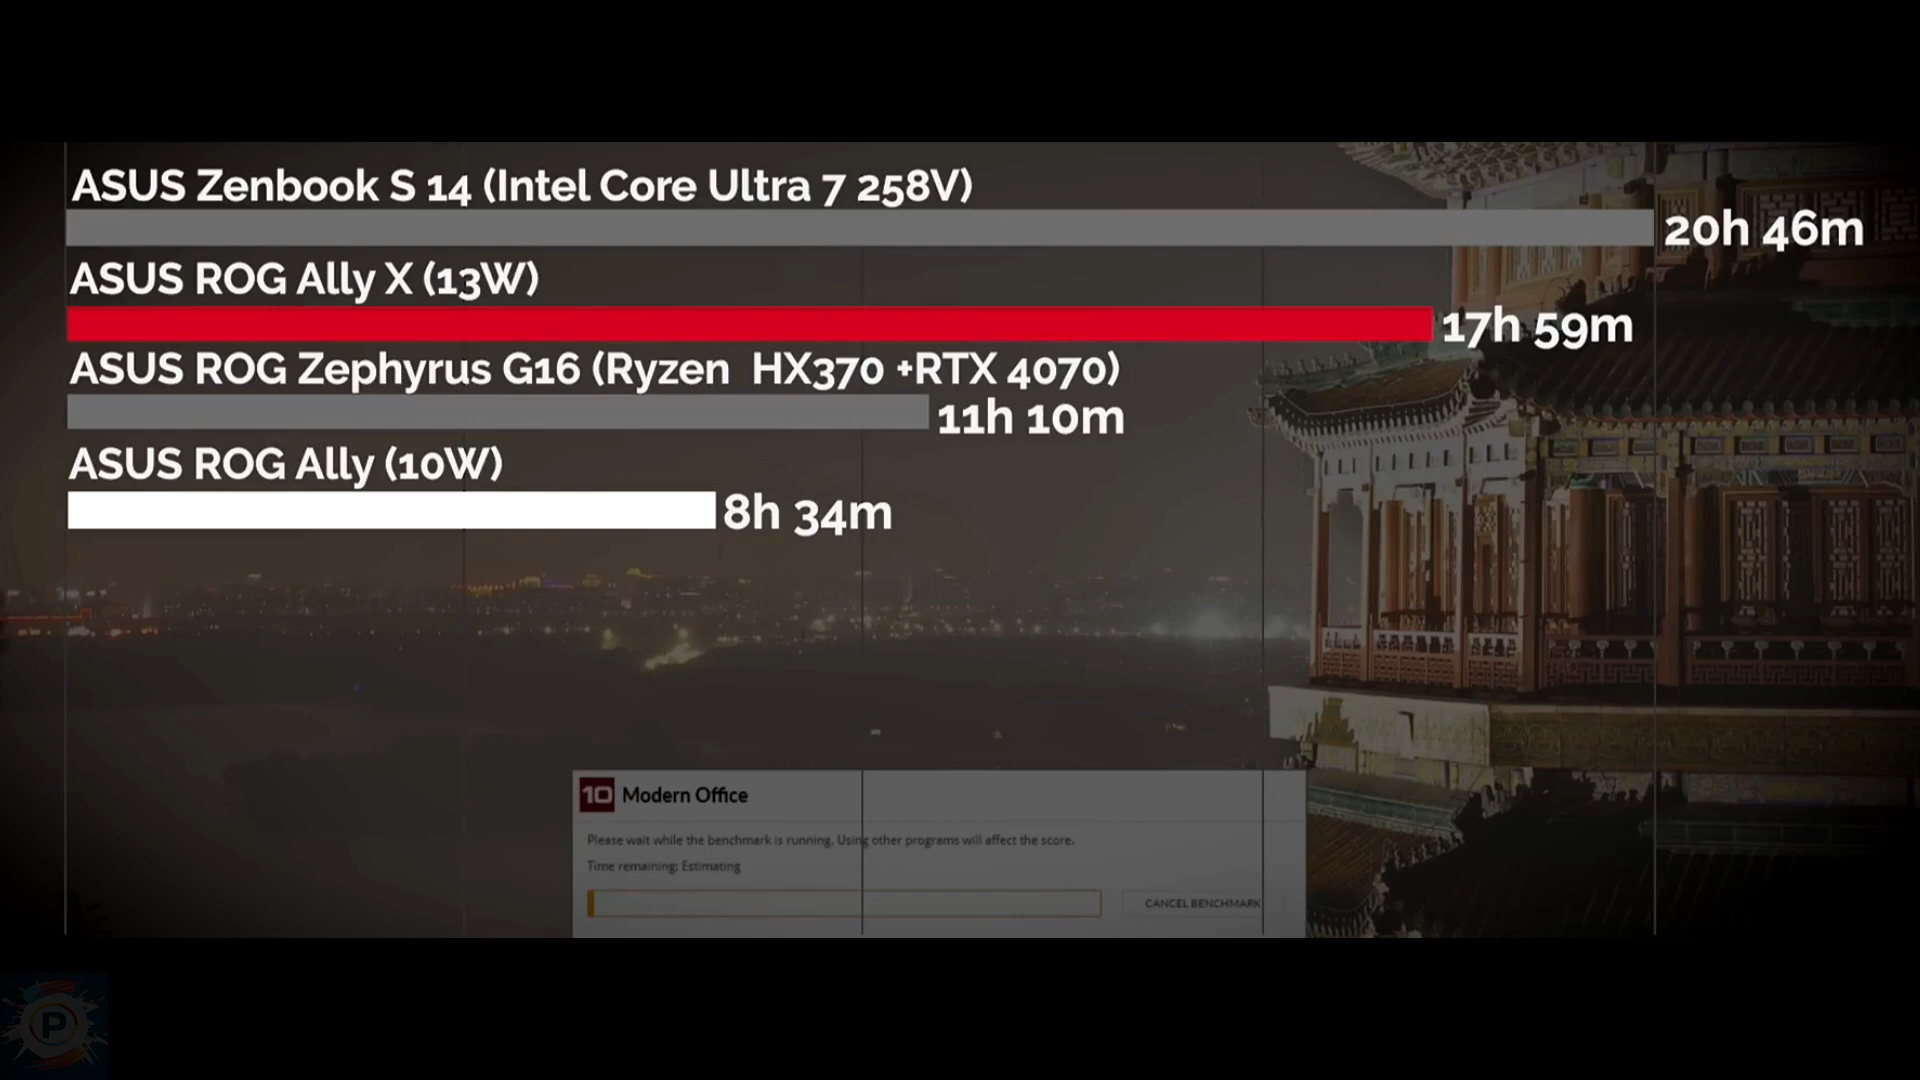 ASUS Zenbook S 14 (Intel Core Ultra 7 258V)
20h 46m
ASUS ROG Ally X (13W)
17h 59m
ASUS ROG Zephyrus G16 (Ryzen HX370 +RTX 4070)
11h 10m
ASUS ROG Ally (10W)
8h 34m
10 Modern Office
Please wait while the benchmark is running. Using other programs will affect the score.
Time remaining: Estimating
CANCEL BENCHMARK
P